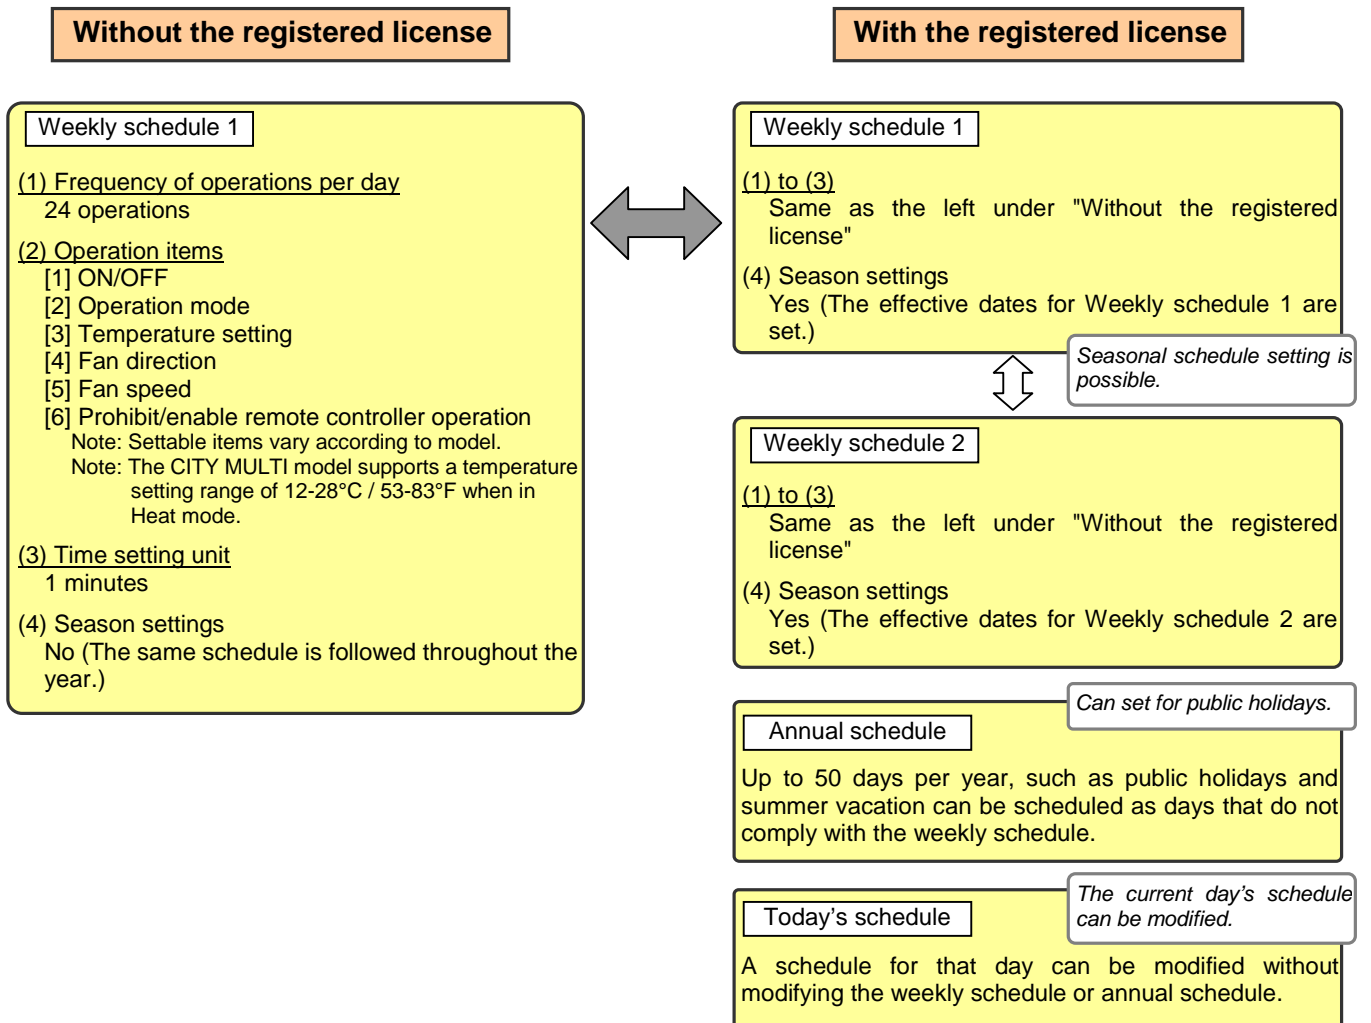 Without the registered license
With the registered license
Weekly schedule 1
(1) Frequency of operations per day
24 operations
(2) Operation items
[1] ON/OFF
[2] Operation mode
[3] Temperature setting
[4] Fan direction
[5] Fan speed
[6] Prohibit/enable remote controller operation
Note: Settable items vary according to model.
Note: The CITY MULTI model supports a temperature
setting range of 12-28°C / 53-83°F when in
Heat mode.
(3) Time setting unit
1 minutes
(4) Season settings
No (The same schedule is followed throughout the
year.)
Weekly schedule 1
(1) to (3)
Same as the left under "Without the registered
license"
(4) Season settings
Yes (The effective dates for Weekly schedule 1 are
set.)
Seasonal schedule setting is
possible.
Weekly schedule 2
(1) to (3)
Same as the left under "Without the registered
license"
(4) Season settings
Yes (The effective dates for Weekly schedule 2 are
set.)
Can set for public holidays.
Annual schedule
Up to 50 days per year, such as public holidays and
summer vacation can be scheduled as days that do not
comply with the weekly schedule.
The current day's schedule
can be modified.
Today's schedule
A schedule for that day can be modified without
modifying the weekly schedule or annual schedule.